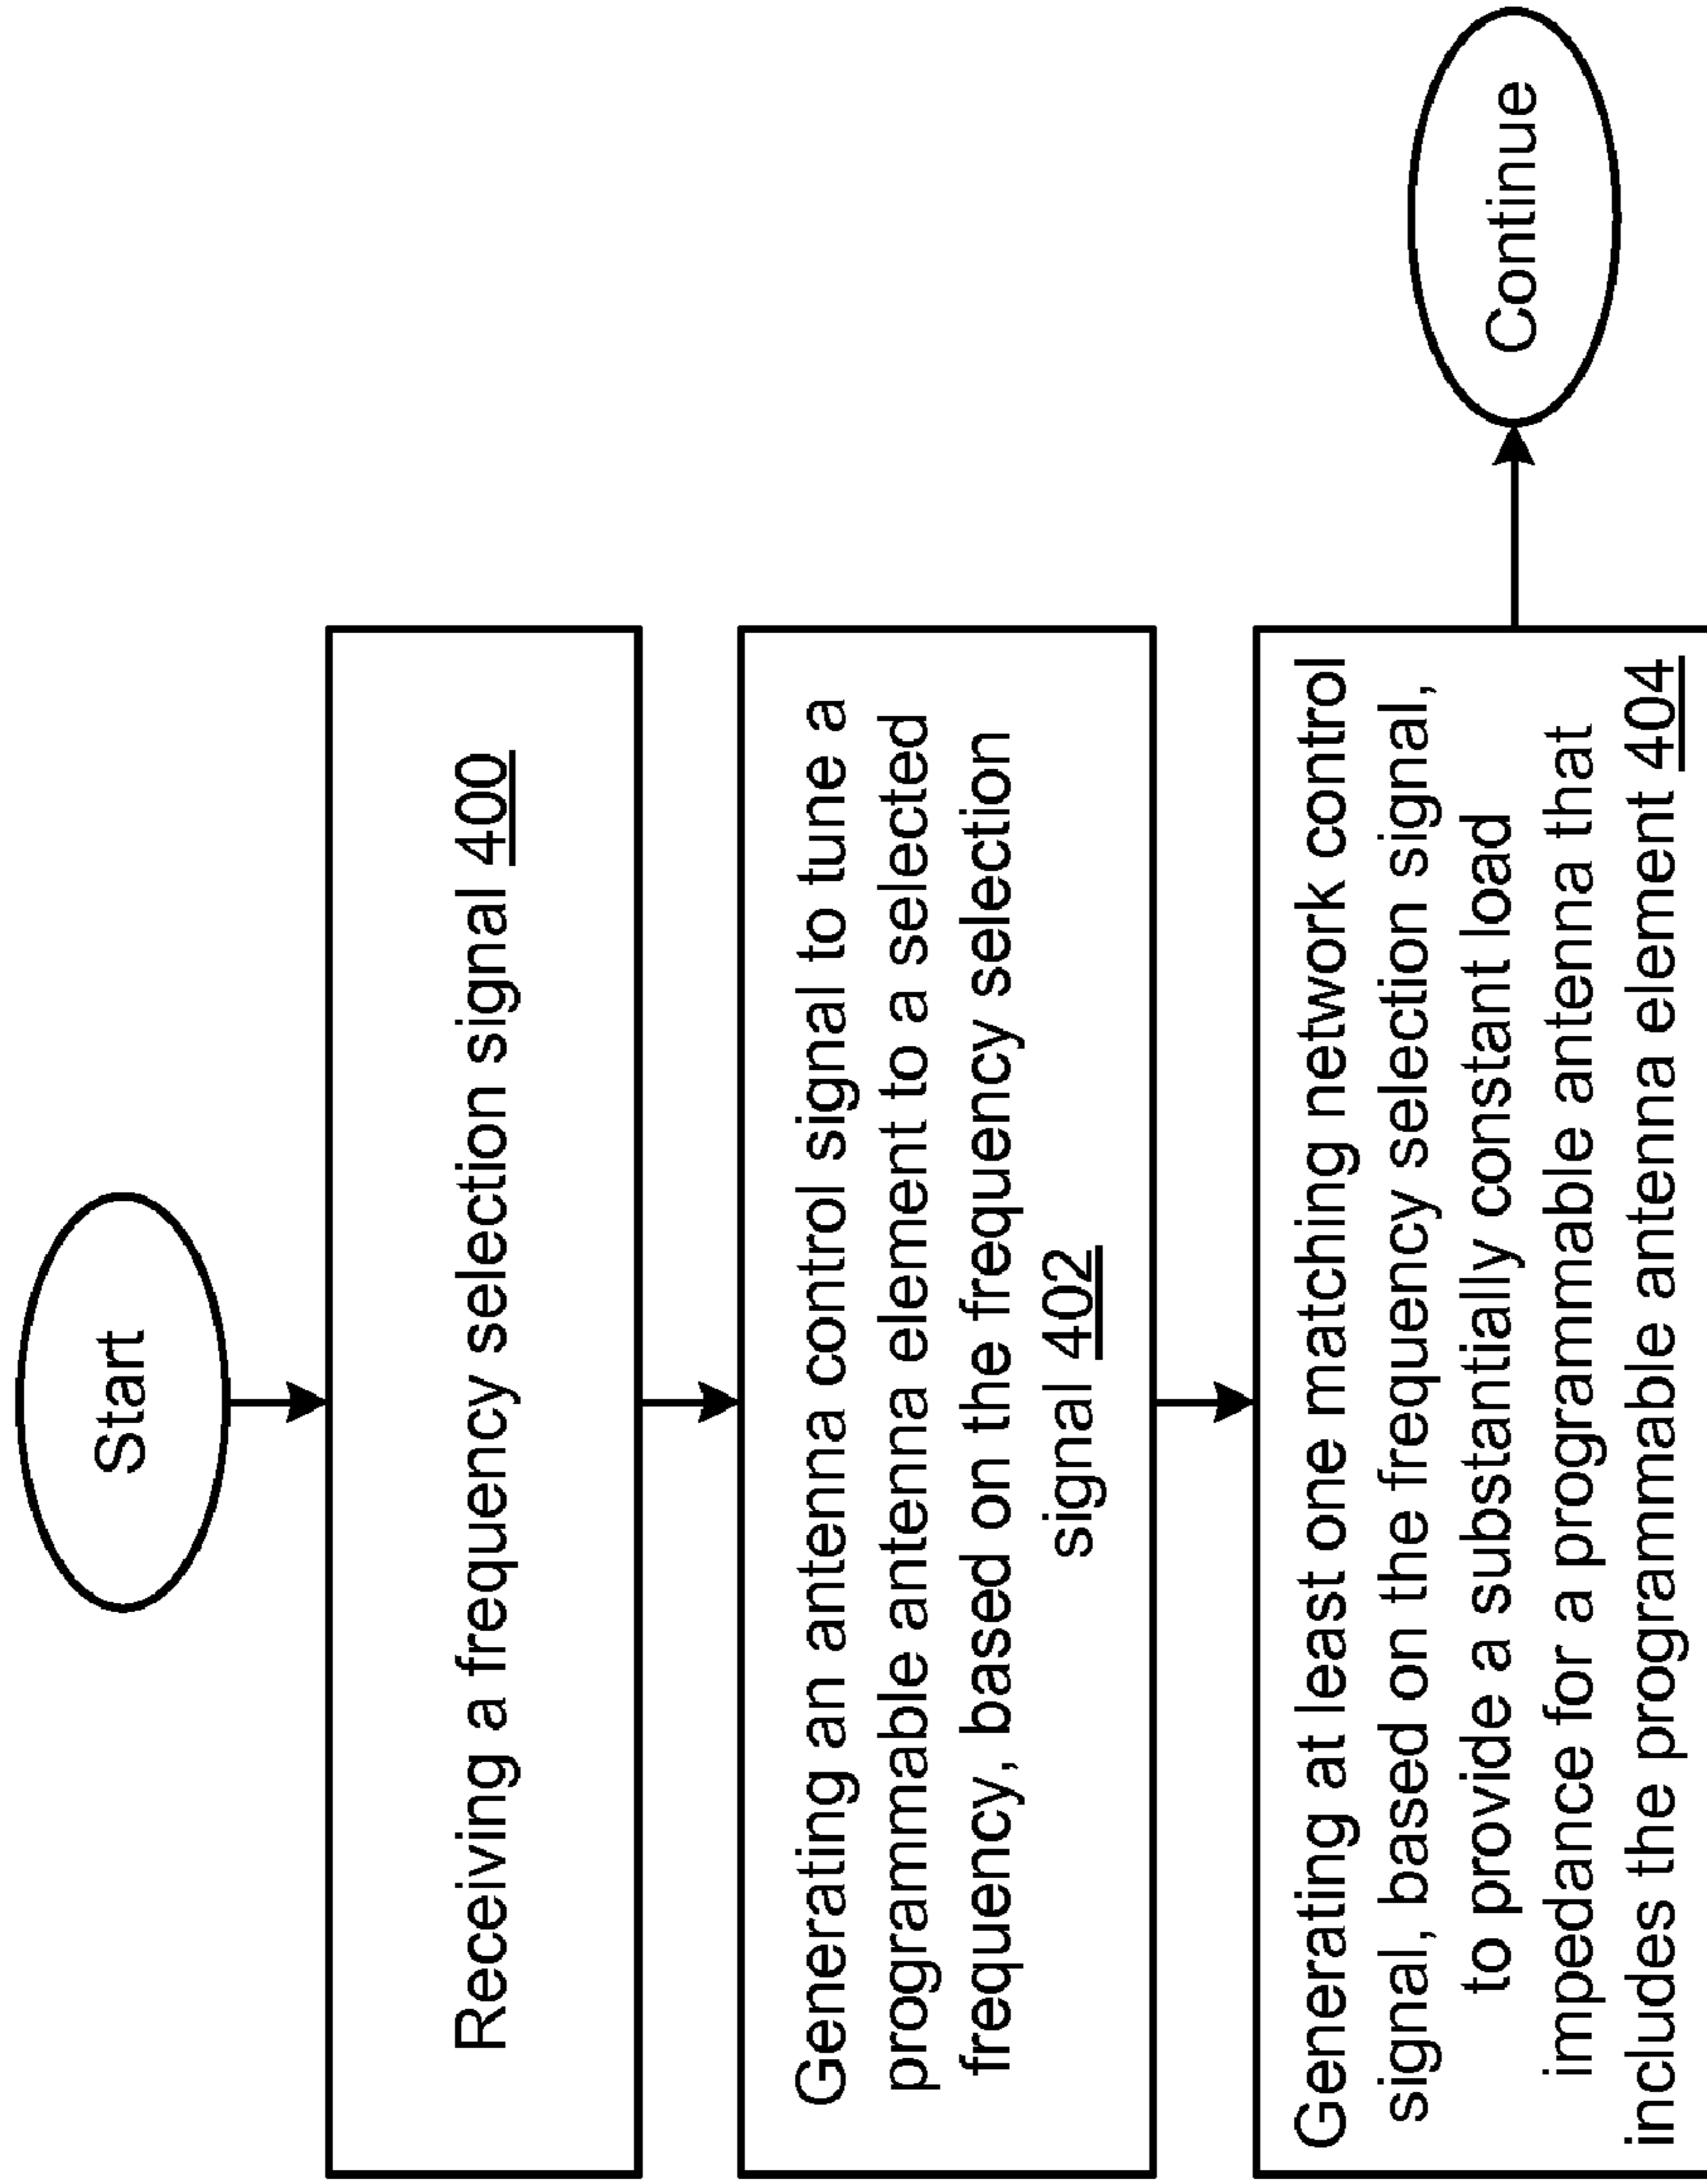 Start
Receiving a frequency selection signal 400
Generating an antenna control signal to tune a
programmable antenna element to a selected
frequency, based on the frequency selection
signal 402
Generating at least one matching network control
signal, based on the frequency selection signal,
to provide a substantially constant load
impedance for a programmable antenna that
includes the programmable antenna element 404
Continue